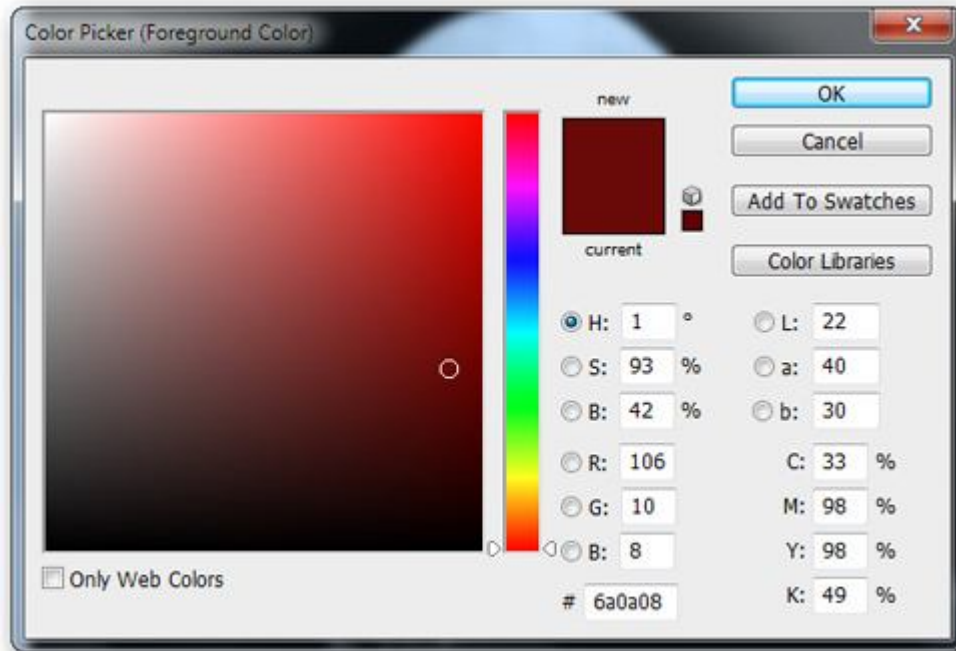 Color Picker (Foreground Color)
new
current
OK
Cancel
Add To Swatches
Color Libraries
H: 1 °
S: 93 %
B: 42 %
R: 106
G: 10
B: 8
# 6a0a08
L: 22
a: 40
b: 30
C: 33 %
M: 98 %
Y: 98 %
K: 49 %
Only Web Colors